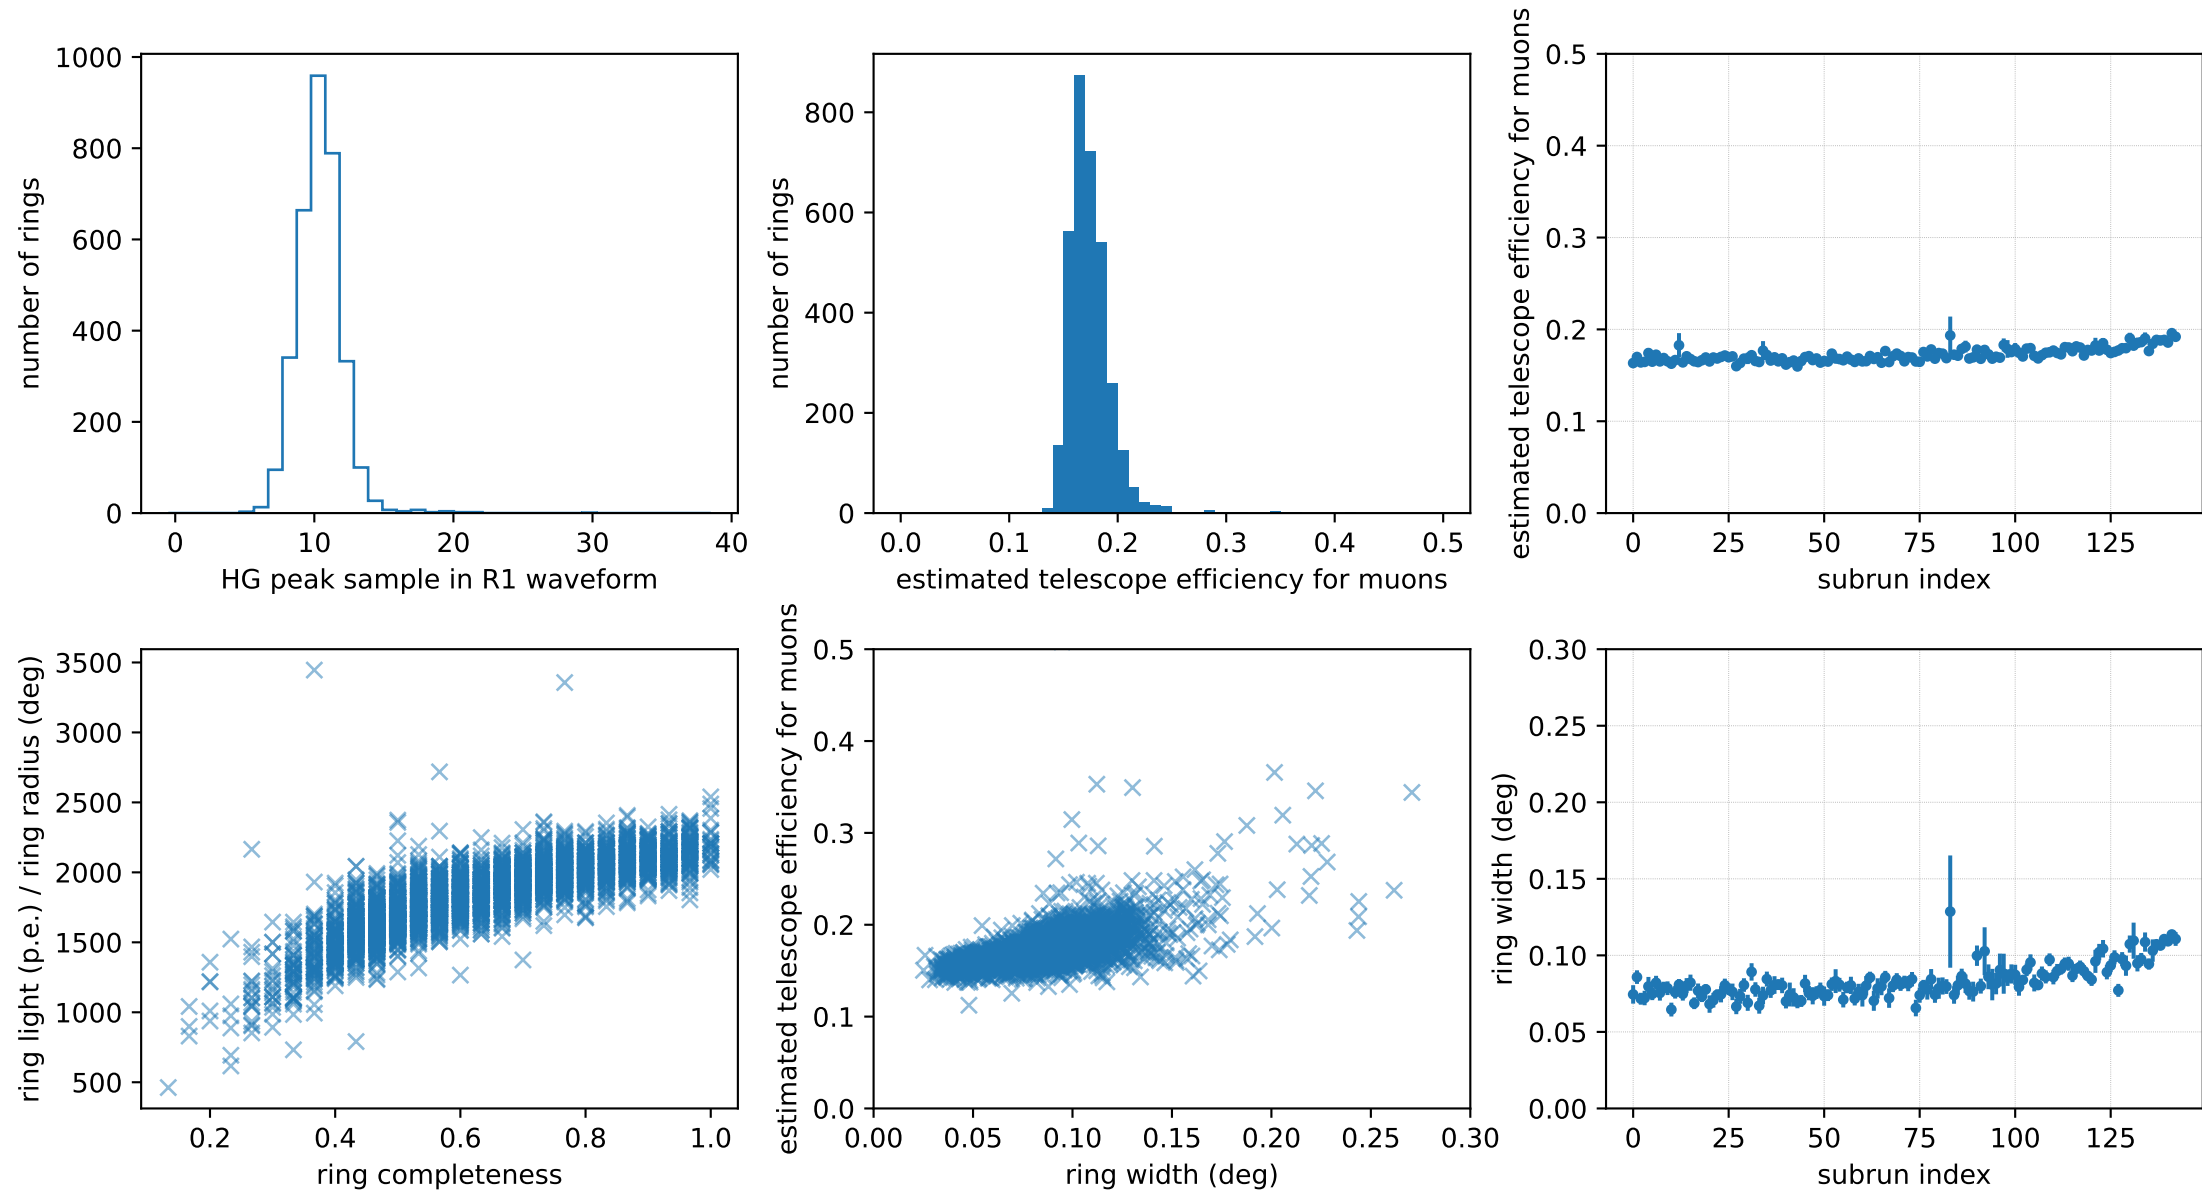 1000
800
600
400
200
0
number of rings
0 10 20 30 40
HG peak sample in R1 waveform
800
600
400
200
0
number of rings
0.0 0.1 0.2 0.3 0.4 0.5
estimated telescope efficiency for muons
0.5
0.4
0.3
0.2
0.1
0.0
estimated telescope efficiency for muons
0 25 50 75 100 125
subrun index
3500
3000
2500
2000
1500
1000
500
ring light (p.e.) / ring radius (deg)
0.2 0.4 0.6 0.8 1.0
ring completeness
0.5
0.4
0.3
0.2
0.1
0.0
estimated telescope efficiency for muons
0.00 0.05 0.10 0.15 0.20 0.25 0.30
ring width (deg)
0.30
0.25
0.20
0.15
0.10
0.05
0.00
ring width (deg)
0 25 50 75 100 125
subrun index